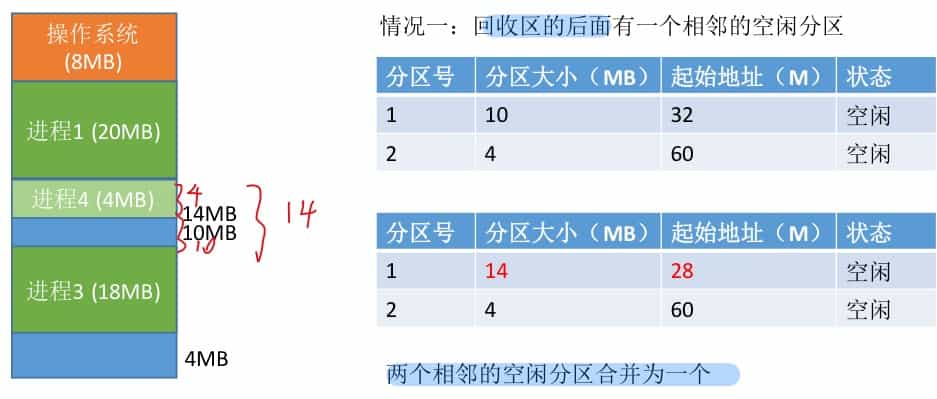 操作系统
(8MB)
进程1 (20MB)
进程4 (4MB)
4
14MB
10MB
10
14
进程3 (18MB)
4MB
情况一：回收区的后面有一个相邻的空闲分区
分区号 分区大小（MB） 起始地址（M） 状态
1 10 32 空闲
2 4 60 空闲
分区号 分区大小（MB） 起始地址（M） 状态
1 14 28 空闲
2 4 60 空闲
两个相邻的空闲分区合并为一个